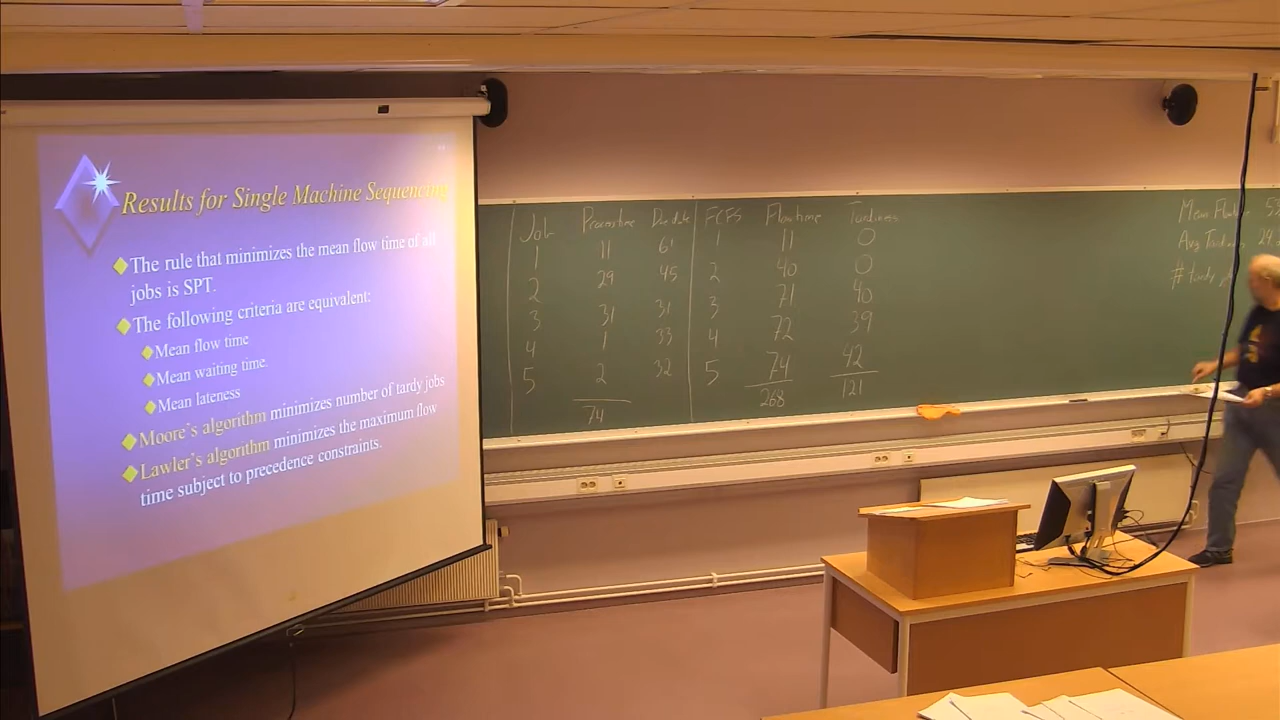 Results for Single Machine Sequencing
The rule that minimizes the mean flow time of all
jobs is SPT.
The following criteria are equivalent:
Mean flow time
Mean waiting time.
Mean lateness
Moore's algorithm minimizes number of tardy jobs
Lawler's algorithm minimizes the maximum flow
time subject to precedence constraints.
Job Process time Due date FCFS Flowtime Tardiness
1 11 61 1 11 0
2 29 45 2 40 0
3 31 31 3 71 40
4 1 33 4 72 39
5 2 32 5 74 42
74 268 121
Mean
Avg
# tardy